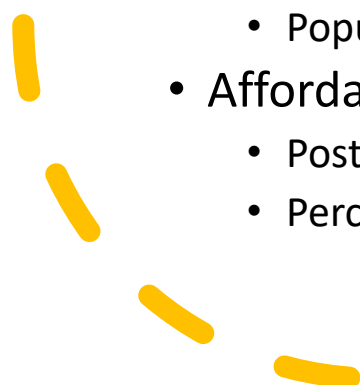 • Popu
• Afforda
• Post
• Perc